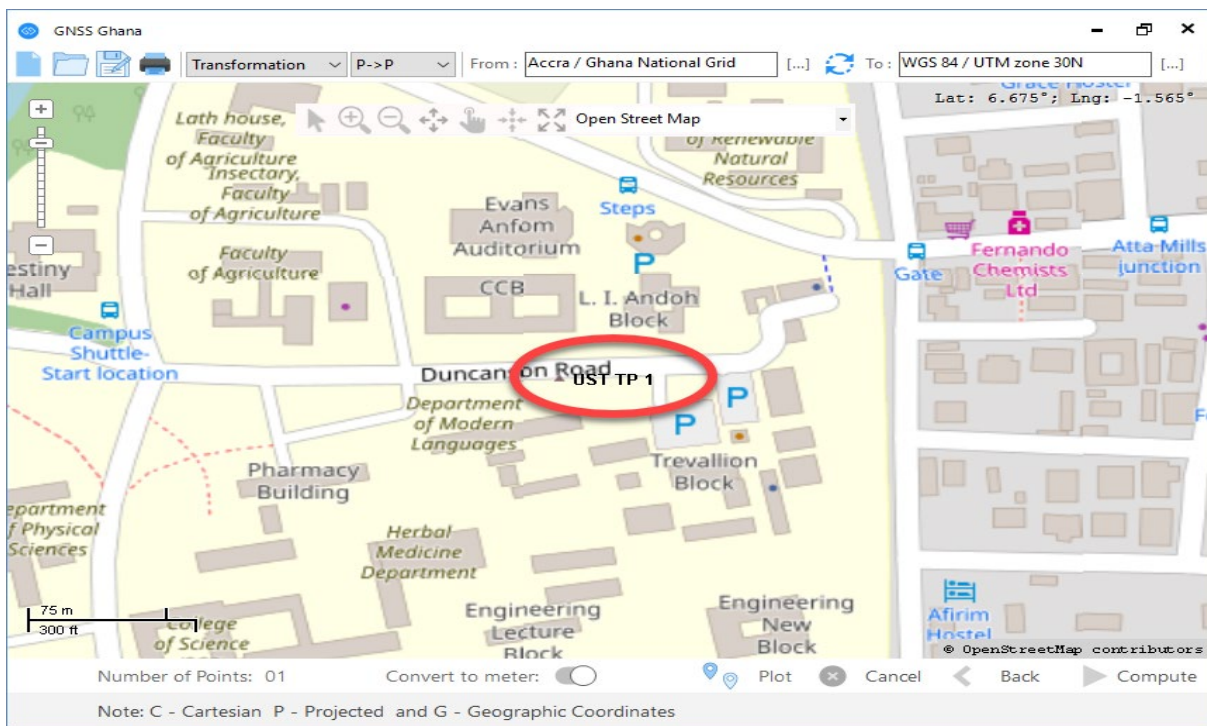 GNSS Ghana
Transformation P->P From : Accra / Ghana National Grid [...] To : WGS 84 / UTM zone 30N [...]
Lat: 6.675°; Lng: -1.565°
Open Street Map
Lath house,
Faculty
of Agriculture
Insectary,
Faculty
of Agriculture
of Renewable
Natural
Resources
Steps
Evans
Anfom
Auditorium
P
Faculty
of Agriculture
CCB
L. I. Andoh
Block
Gate
Fernando
Chemists
Ltd
Atta-Mills
junction
estiny
Hall
Campus
Shuttle-
Start location
Duncanson Road
UST TP 1
Department
of Modern
Languages
P
P
Trevallion
Block
Pharmacy
Building
epartment
f Physical
Sciences
Herbal
Medicine
Department
Engineering
Lecture
Block
Engineering
New
Block
Afirim
Hostel
75 m
300 ft
College
of Science
© OpenStreetMap contributors
Number of Points: 01 Convert to meter: Plot Cancel Back Compute
Note: C - Cartesian P - Projected and G - Geographic Coordinates